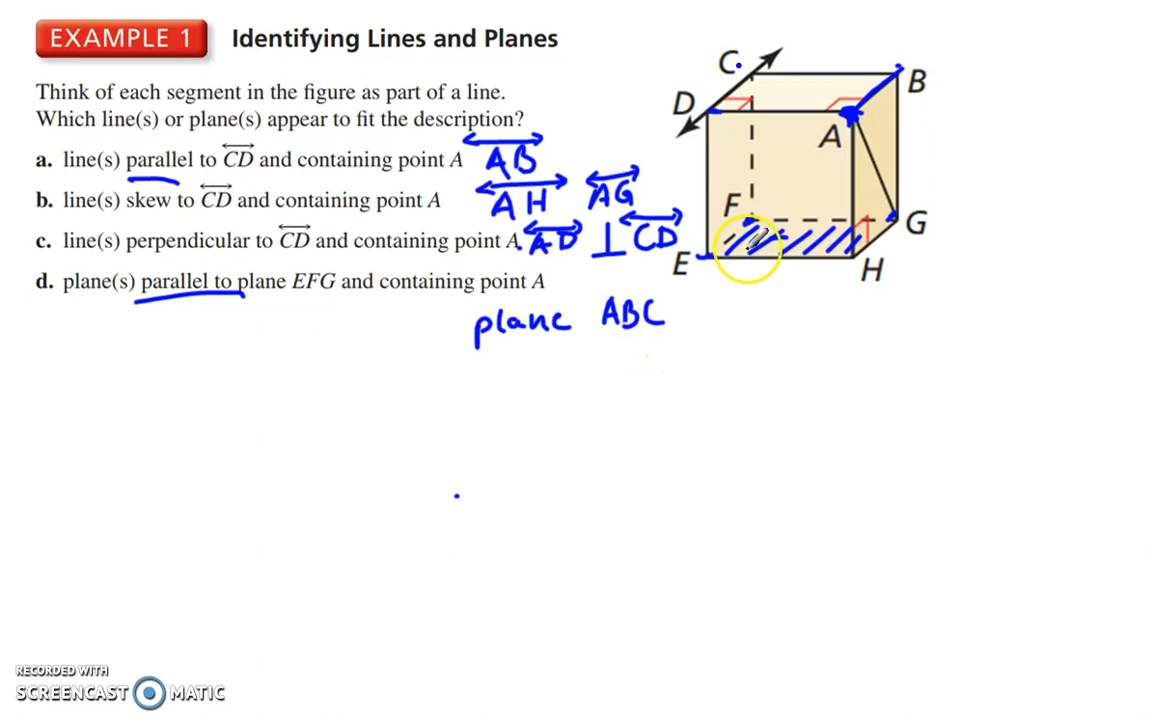 EXAMPLE 1 Identifying Lines and Planes
Think of each segment in the figure as part of a line.
Which line(s) or plane(s) appear to fit the description?
a. line(s) parallel to CD and containing point A AB
b. line(s) skew to CD and containing point A AH AG
c. line(s) perpendicular to CD and containing point A. AD ⊥ CD
d. plane(s) parallel to plane EFG and containing point A
plane ABC
C
B
D
A
F
G
E
H
RECORDED WITH
SCREENCAST MATIC